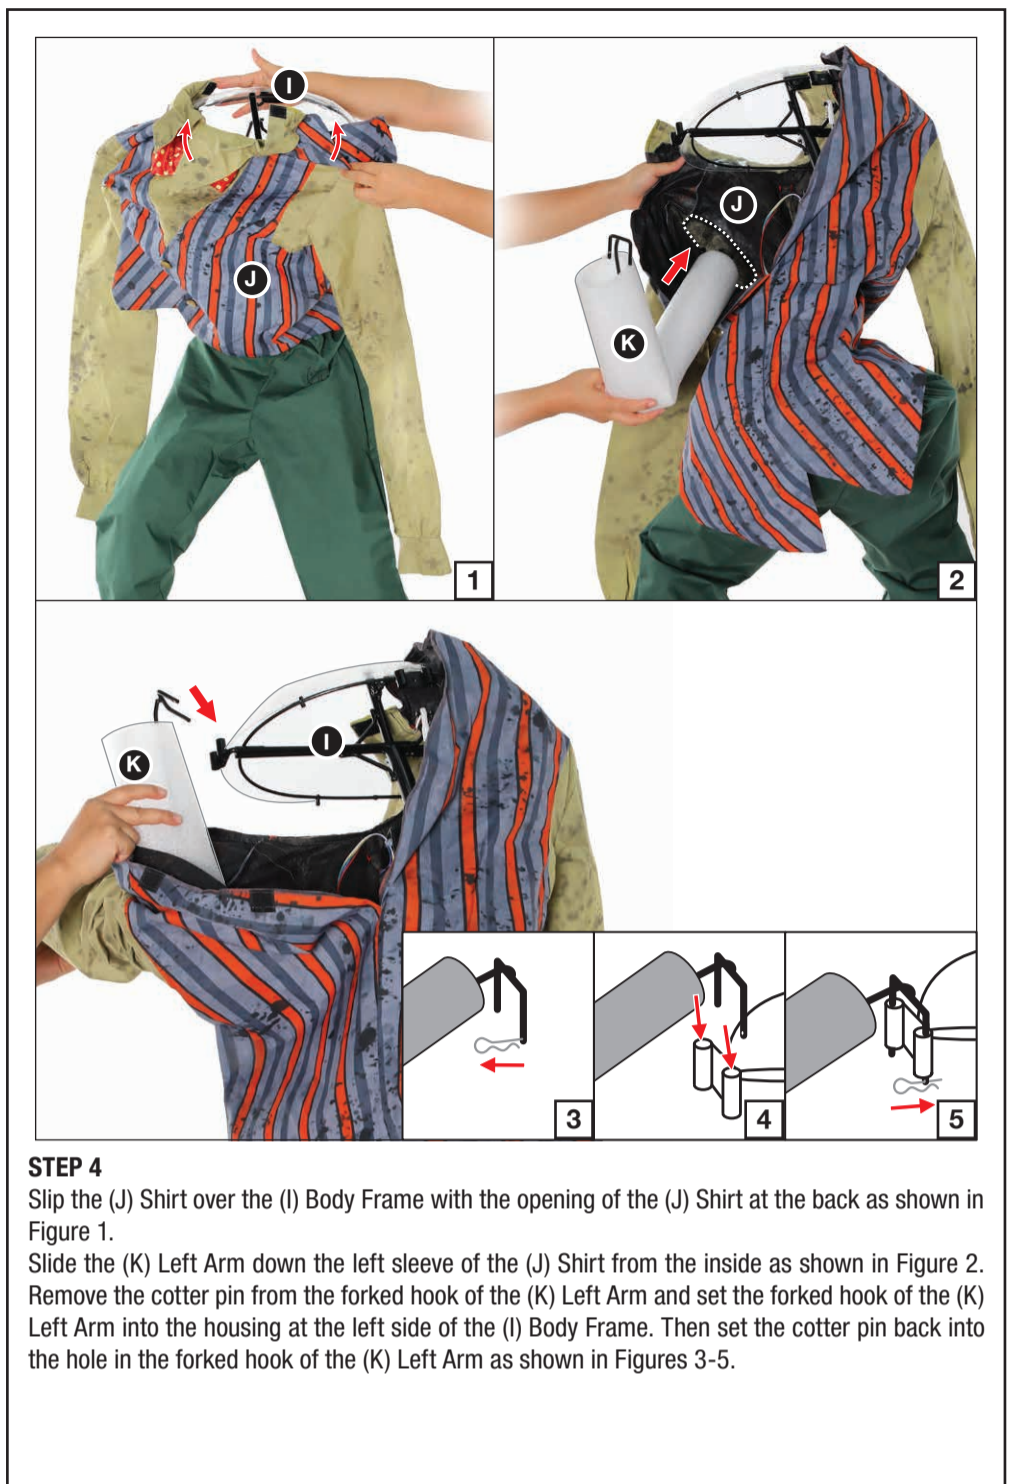 I
J
1
J
K
2
K
I
3
4
5
STEP 4
Slip the (J) Shirt over the (I) Body Frame with the opening of the (J) Shirt at the back as shown in
Figure 1.
Slide the (K) Left Arm down the left sleeve of the (J) Shirt from the inside as shown in Figure 2.
Remove the cotter pin from the forked hook of the (K) Left Arm and set the forked hook of the (K)
Left Arm into the housing at the left side of the (I) Body Frame. Then set the cotter pin back into
the hole in the forked hook of the (K) Left Arm as shown in Figures 3-5.